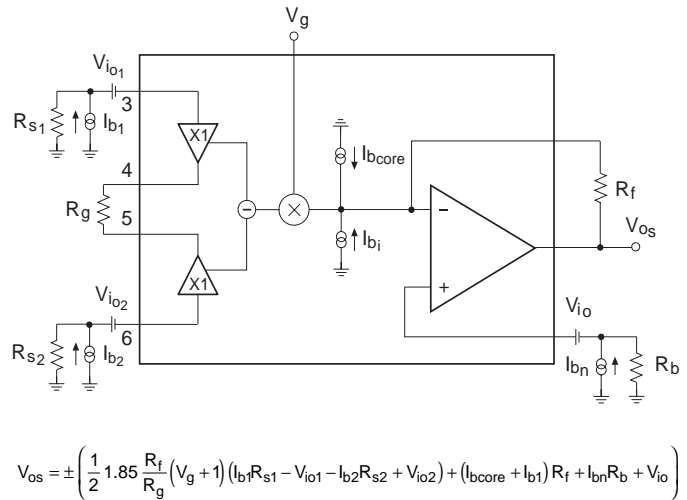 Vg
Vio1
3
Rs1
Ib1
X1
Ibcore
4
Rg
Rf
5
−
×
−
Ibi
Vos
X1
+
Vio2
Vio
6
Rs2
Ib2
Ibn
Rb
Vos = ± ( 1/2 1.85 Rf/Rg (Vg + 1) (Ib1Rs1 − Vio1 − Ib2Rs2 + Vio2) + (Ibcore + Ib1) Rf + IbnRb + Vio )